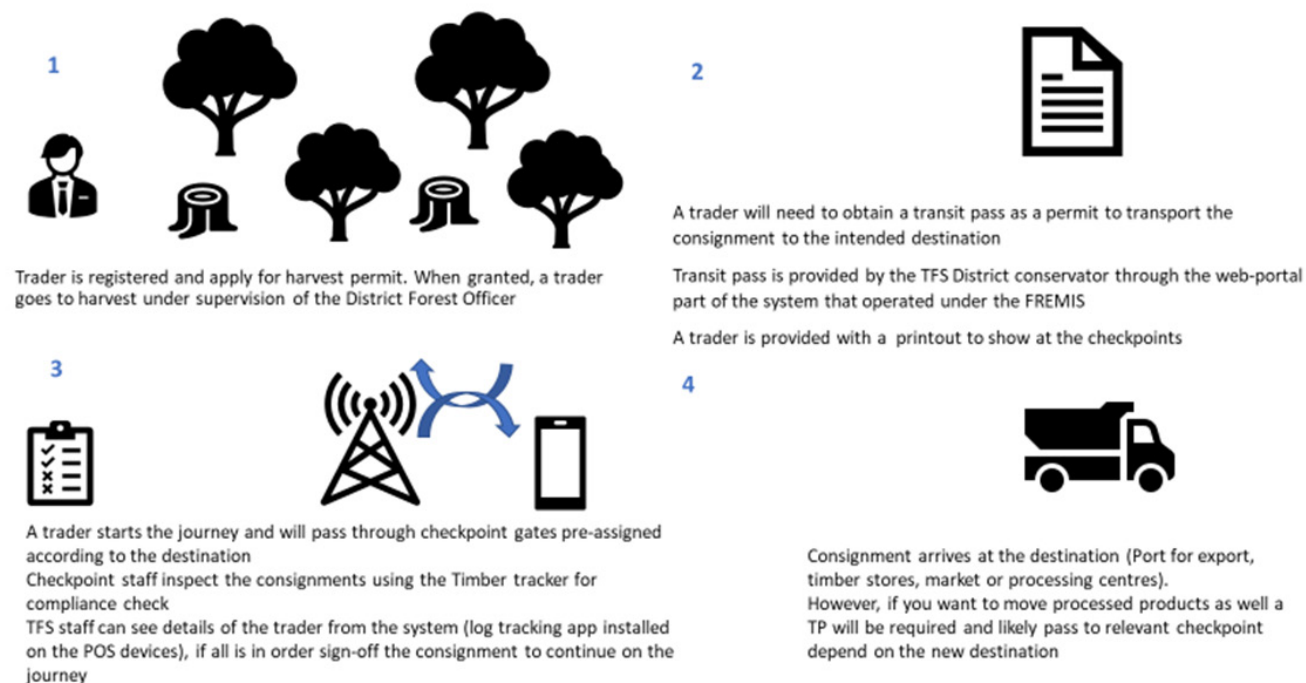 1
Trader is registered and apply for harvest permit. When granted, a trader
goes to harvest under supervision of the District Forest Officer
2
A trader will need to obtain a transit pass as a permit to transport the
consignment to the intended destination
Transit pass is provided by the TFS District conservator through the web-portal
part of the system that operated under the FREMIS
A trader is provided with a printout to show at the checkpoints
3
A trader starts the journey and will pass through checkpoint gates pre-assigned
according to the destination
Checkpoint staff inspect the consignments using the Timber tracker for
compliance check
TFS staff can see details of the trader from the system (log tracking app installed
on the POS devices), if all is in order sign-off the consignment to continue on the
journey
4
Consignment arrives at the destination (Port for export,
timber stores, market or processing centres).
However, if you want to move processed products as well a
TP will be required and likely pass to relevant checkpoint
depend on the new destination